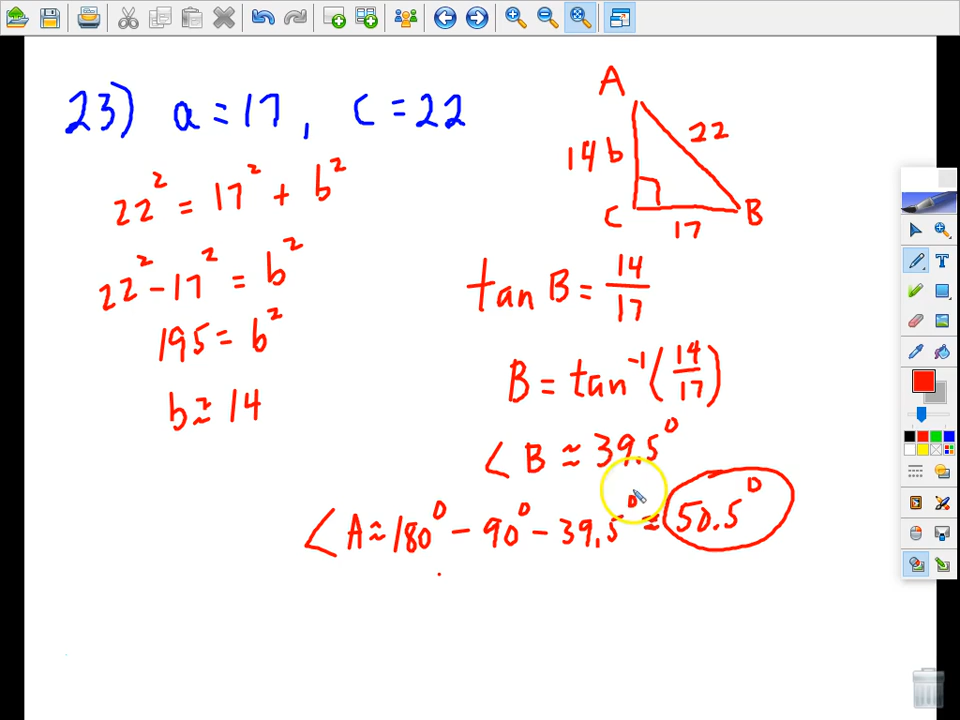 23) a = 17, c = 22
22² = 17² + b²
22² - 17² = b²
195 = b²
b ≈ 14
A
14 b 22
C B
17
tan B = 14/17
B = tan⁻¹(14/17)
∠B ≈ 39.5°
∠A ≈ 180° - 90° - 39.5° ≈ 50.5°